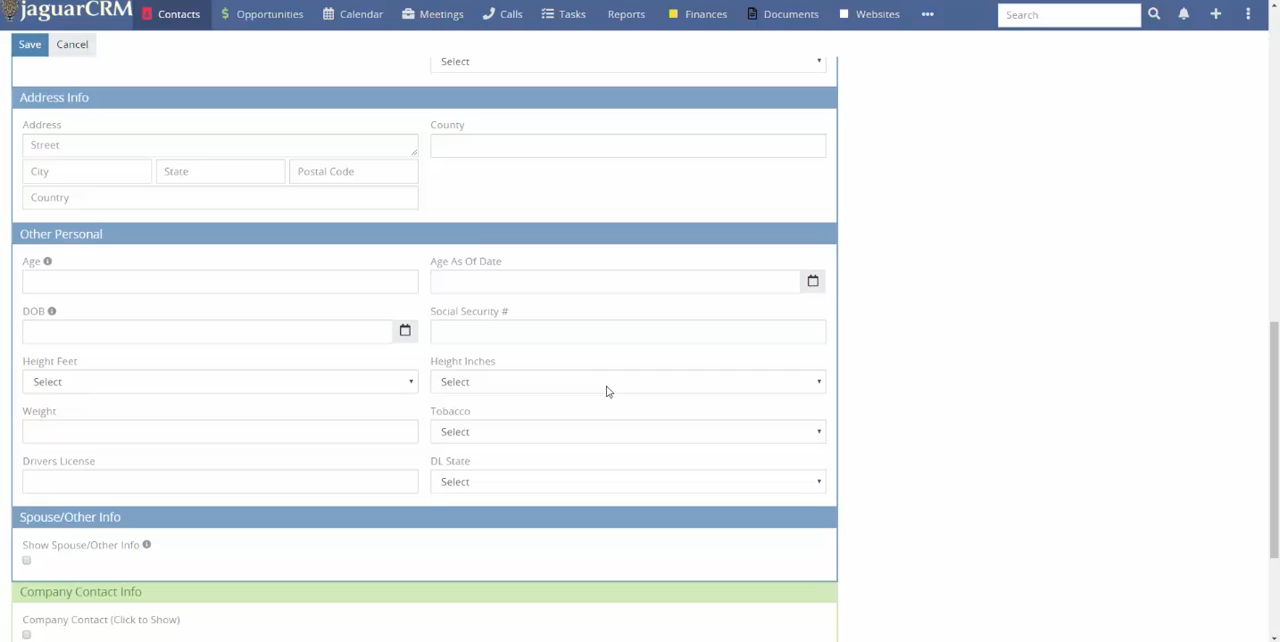 jaguarCRM Contacts $ Opportunities Calendar Meetings Calls Tasks Reports Finances Documents Websites ••• Search
Save Cancel
Select
Address Info
Address County
Street
City State Postal Code
Country
Other Personal
Age Age As Of Date
DOB Social Security #
Height Feet Height Inches
Select Select
Weight Tobacco
Select
Drivers License DL State
Select
Spouse/Other Info
Show Spouse/Other Info
Company Contact Info
Company Contact (Click to Show)